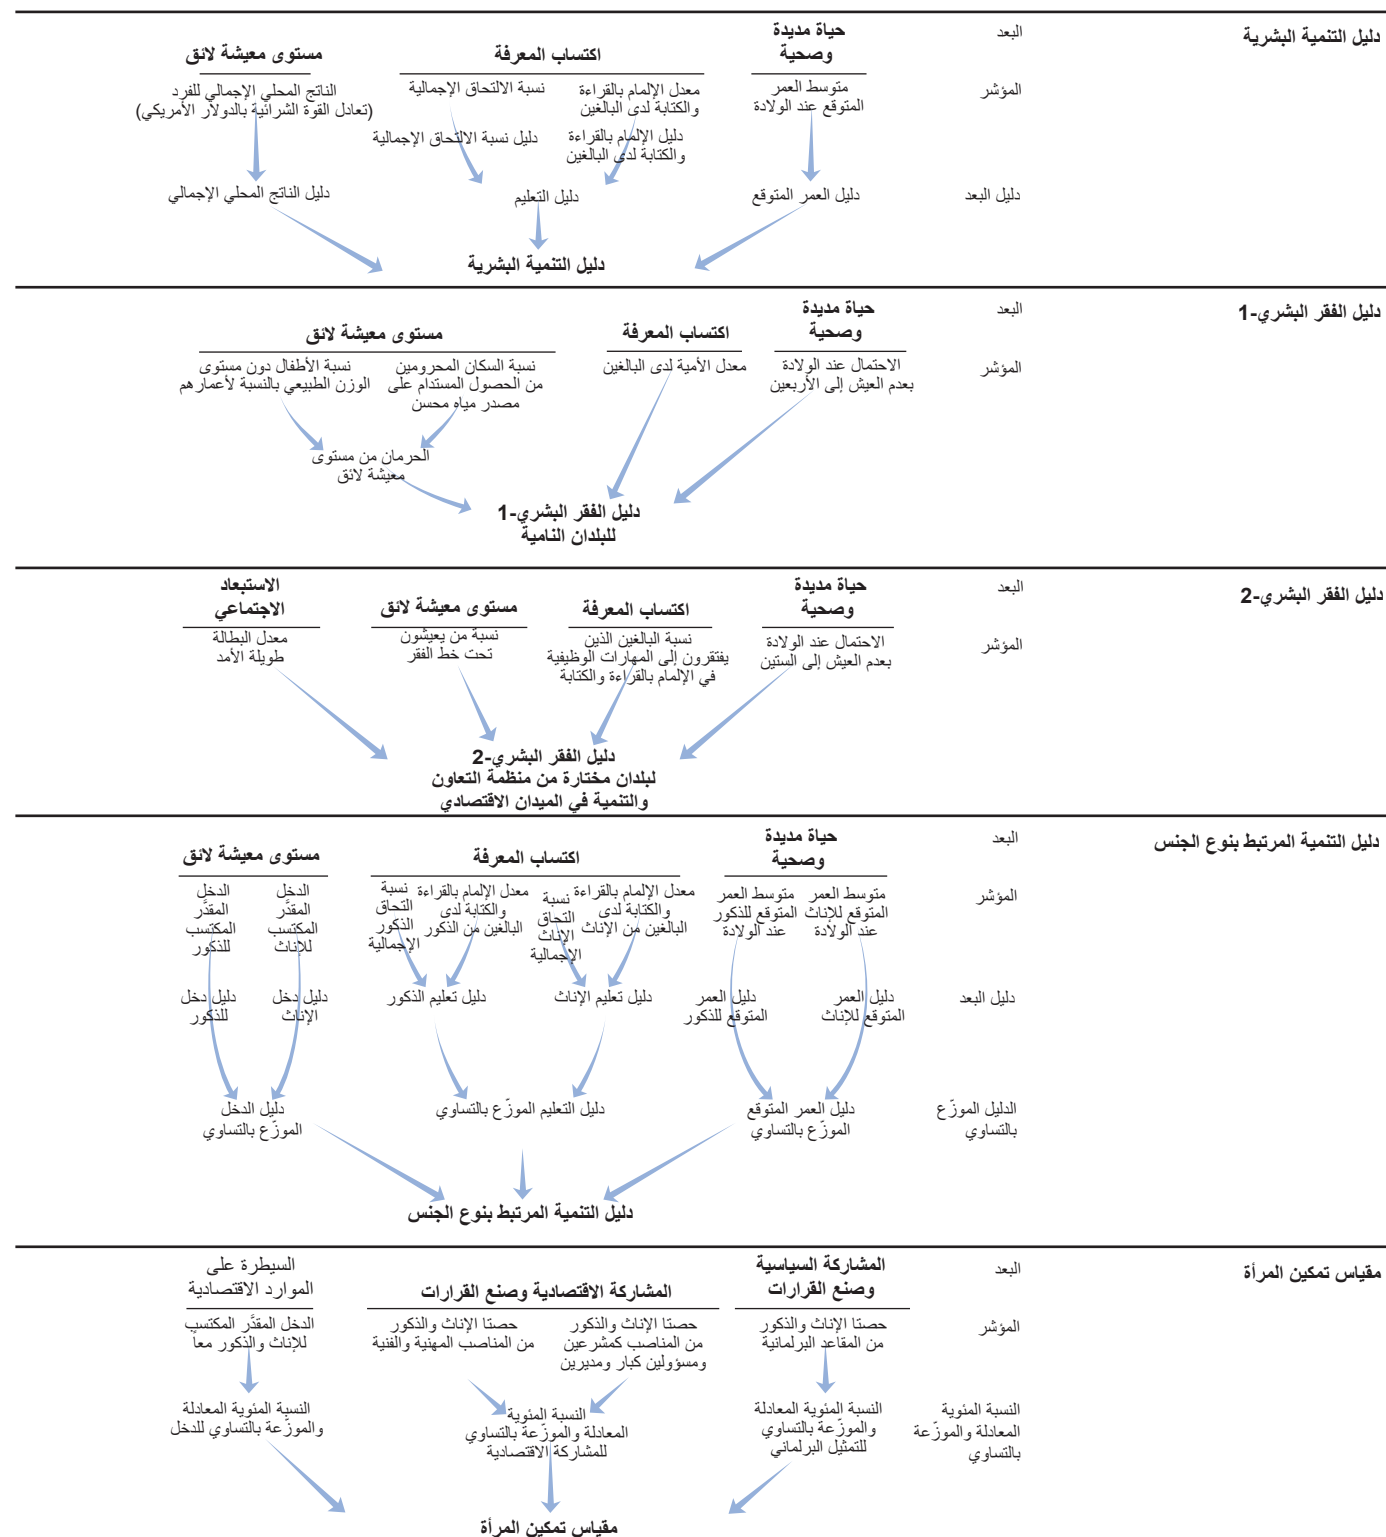 دليل التنمية البشرية
البعد
حياة مديدة
وصحية
اكتساب المعرفة
مستوى معيشة لائق
المؤشر
متوسط العمر
المتوقع عند الولادة
معدل الإلمام بالقراءة
والكتابة لدى البالغين
نسبة الالتحاق الإجمالية
الناتج المحلي الإجمالي للفرد
(تعادل القوة الشرائية بالدولار الأمريكي)
دليل الإلمام بالقراءة
والكتابة لدى البالغين
دليل نسبة الالتحاق الإجمالية
دليل البعد
دليل العمر المتوقع
دليل التعليم
دليل الناتج المحلي الإجمالي
دليل التنمية البشرية
دليل الفقر البشري-1
البعد
حياة مديدة
وصحية
اكتساب المعرفة
مستوى معيشة لائق
المؤشر
الاحتمال عند الولادة
بعدم العيش إلى الأربعين
معدل الأمية لدى البالغين
نسبة السكان المحرومين
من الحصول المستدام على
مصدر مياه محسن
نسبة الأطفال دون مستوى
الوزن الطبيعي بالنسبة لأعمارهم
الحرمان من مستوى
معيشة لائق
دليل الفقر البشري-1
للبلدان النامية
دليل الفقر البشري-2
البعد
حياة مديدة
وصحية
اكتساب المعرفة
مستوى معيشة لائق
الاستبعاد
الاجتماعي
المؤشر
الاحتمال عند الولادة
بعدم العيش إلى الستين
نسبة البالغين الذين
يفتقرون إلى المهارات الوظيفية
في الإلمام بالقراءة والكتابة
نسبة من يعيشون
تحت خط الفقر
معدل البطالة
طويلة الأمد
دليل الفقر البشري-2
لبلدان مختارة من منظمة التعاون
والتنمية في الميدان الاقتصادي
دليل التنمية المرتبط بنوع الجنس
البعد
حياة مديدة
وصحية
اكتساب المعرفة
مستوى معيشة لائق
المؤشر
متوسط العمر
المتوقع للإناث
عند الولادة
متوسط العمر
المتوقع للذكور
عند الولادة
معدل الإلمام بالقراءة
والكتابة لدى
البالغين من الإناث
نسبة
التحاق
الإناث
الإجمالية
معدل الإلمام بالقراءة
والكتابة لدى
البالغين من الذكور
نسبة
التحاق
الذكور
الإجمالية
الدخل
المقدَّر
المكتسب
للإناث
الدخل
المقدَّر
المكتسب
للذكور
دليل البعد
دليل العمر
المتوقع للإناث
دليل العمر
المتوقع للذكور
دليل تعليم الإناث
دليل تعليم الذكور
دليل دخل
الإناث
دليل دخل
للذكور
الدليل الموزّع
بالتساوي
دليل العمر المتوقع
الموزّع بالتساوي
دليل التعليم الموزّع بالتساوي
دليل الدخل
الموزّع بالتساوي
دليل التنمية المرتبط بنوع الجنس
مقياس تمكين المرأة
البعد
المشاركة السياسية
وصنع القرارات
المشاركة الاقتصادية وصنع القرارات
السيطرة على
الموارد الاقتصادية
المؤشر
حصتا الإناث والذكور
من المقاعد البرلمانية
حصتا الإناث والذكور
من المناصب كمشرعين
ومسؤولين كبار ومديرين
حصتا الإناث والذكور
من المناصب المهنية والفنية
الدخل المقدَّر المكتسب
للإناث والذكور معاً
النسبة المئوية
المعادلة والموزّعة
بالتساوي
النسبة المئوية المعادلة
والموزّعة بالتساوي
للتمثيل البرلماني
النسبة المئوية
المعادلة والموزّعة بالتساوي
للمشاركة الاقتصادية
النسبة المئوية المعادلة
والموزّعة بالتساوي للدخل
مقياس تمكين المرأة